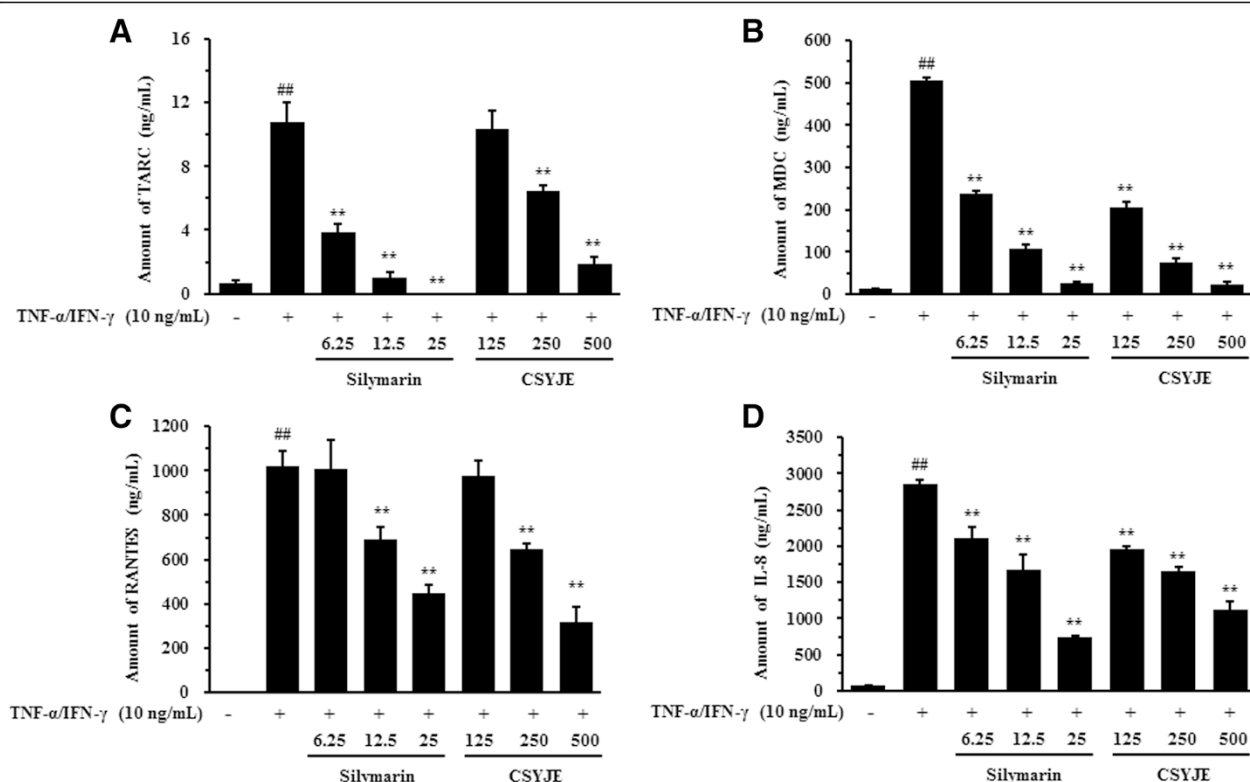 A
Amount of TARC (ng/mL)
16
12
8
4
0
##
**
**
**
**
**
TNF-α/IFN-γ (10 ng/mL) - + + + + + + +
6.25 12.5 25 125 250 500
Silymarin CSYJE
B
Amount of MDC (ng/mL)
600
500
400
300
200
100
0
##
**
**
**
**
**
**
TNF-α/IFN-γ (10 ng/mL) - + + + + + + +
6.25 12.5 25 125 250 500
Silymarin CSYJE
C
Amount of RANTES (ng/mL)
1200
1000
800
600
400
200
0
##
**
**
**
**
TNF-α/IFN-γ (10 ng/mL) - + + + + + + +
6.25 12.5 25 125 250 500
Silymarin CSYJE
D
Amount of IL-8 (ng/mL)
3500
3000
2500
2000
1500
1000
500
0
##
**
**
**
**
**
**
TNF-α/IFN-γ (10 ng/mL) - + + + + + + +
6.25 12.5 25 125 250 500
Silymarin CSYJE